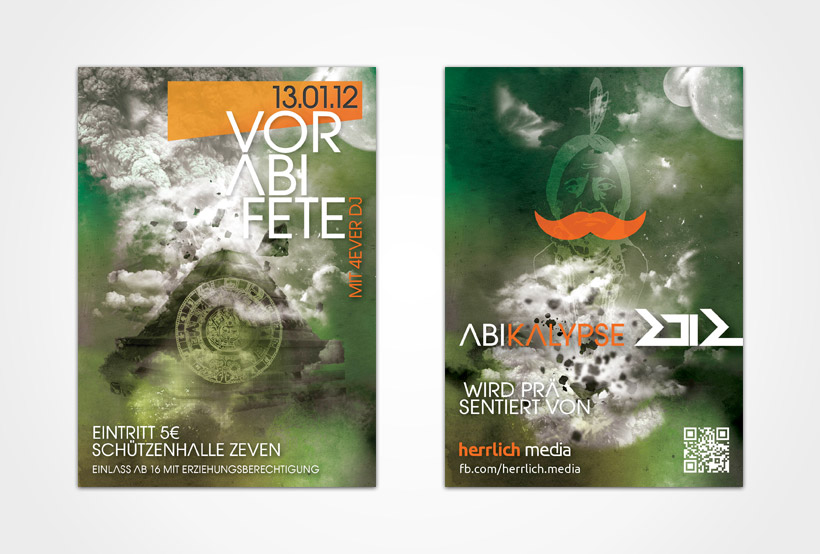 13.01.12
VOR
ABI
FETE
MIT 4EVER DJ
EINTRITT 5€
SCHÜTZENHALLE ZEVEN
EINLASS AB 16 MIT ERZIEHUNGSBERECHTIGUNG
ABIKALYPSE 2012
WIRD PRÄ
SENTIERT VON
herrlich media
fb.com/herrlich.media